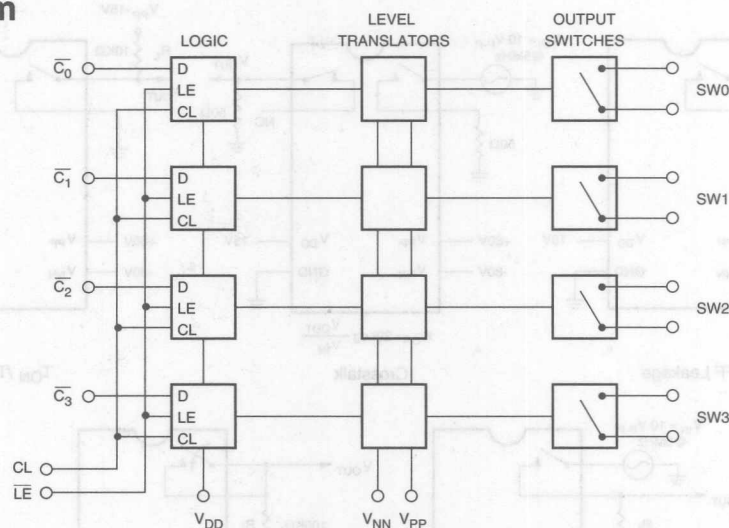 m
LOGIC
LEVEL
TRANSLATORS
OUTPUT
SWITCHES
C̅0
D
LE
CL
SW0
C̅1
D
LE
CL
SW1
C̅2
D
LE
CL
SW2
C̅3
D
LE
CL
SW3
CL
L̅E̅
VDD
VNN
VPP